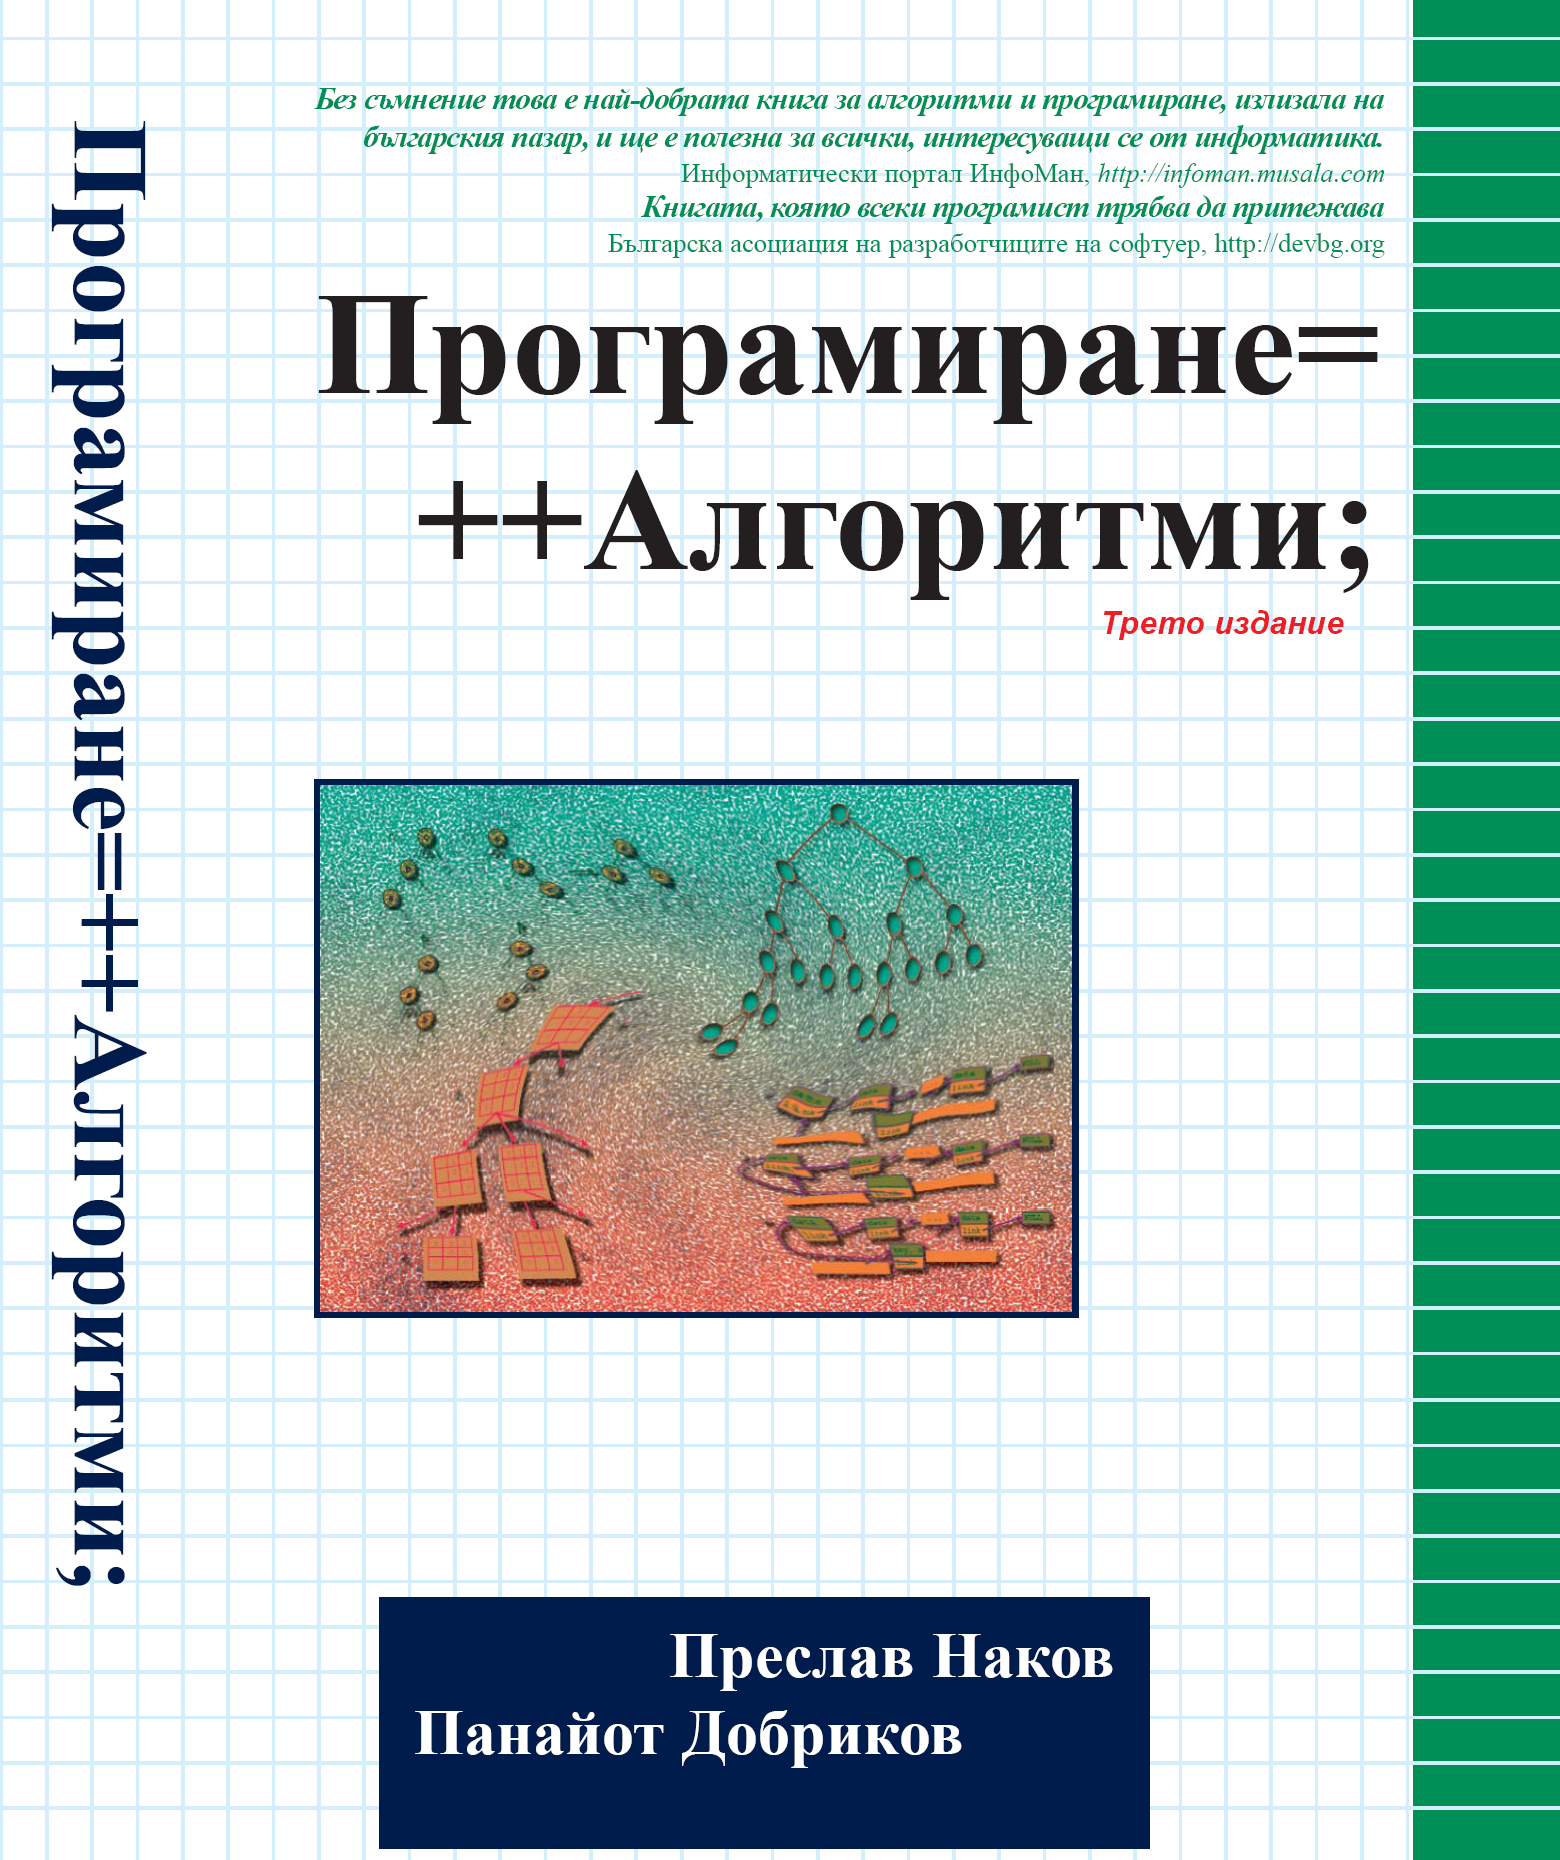 Без съмнение това е най-добрата книга за алгоритми и програмиране, излизала на
българския пазар, и ще е полезна за всички, интересуващи се от информатика.
Информатически портал ИнфоМан, http://infoman.musala.com
Книгата, която всеки програмист трябва да притежава
Българска асоциация на разработчиците на софтуер, http://devbg.org
Програмиране=
++Алгоритми;
Трето издание
Програмиране=++Алгоритми;
link
link
Преслав Наков
Панайот Добриков